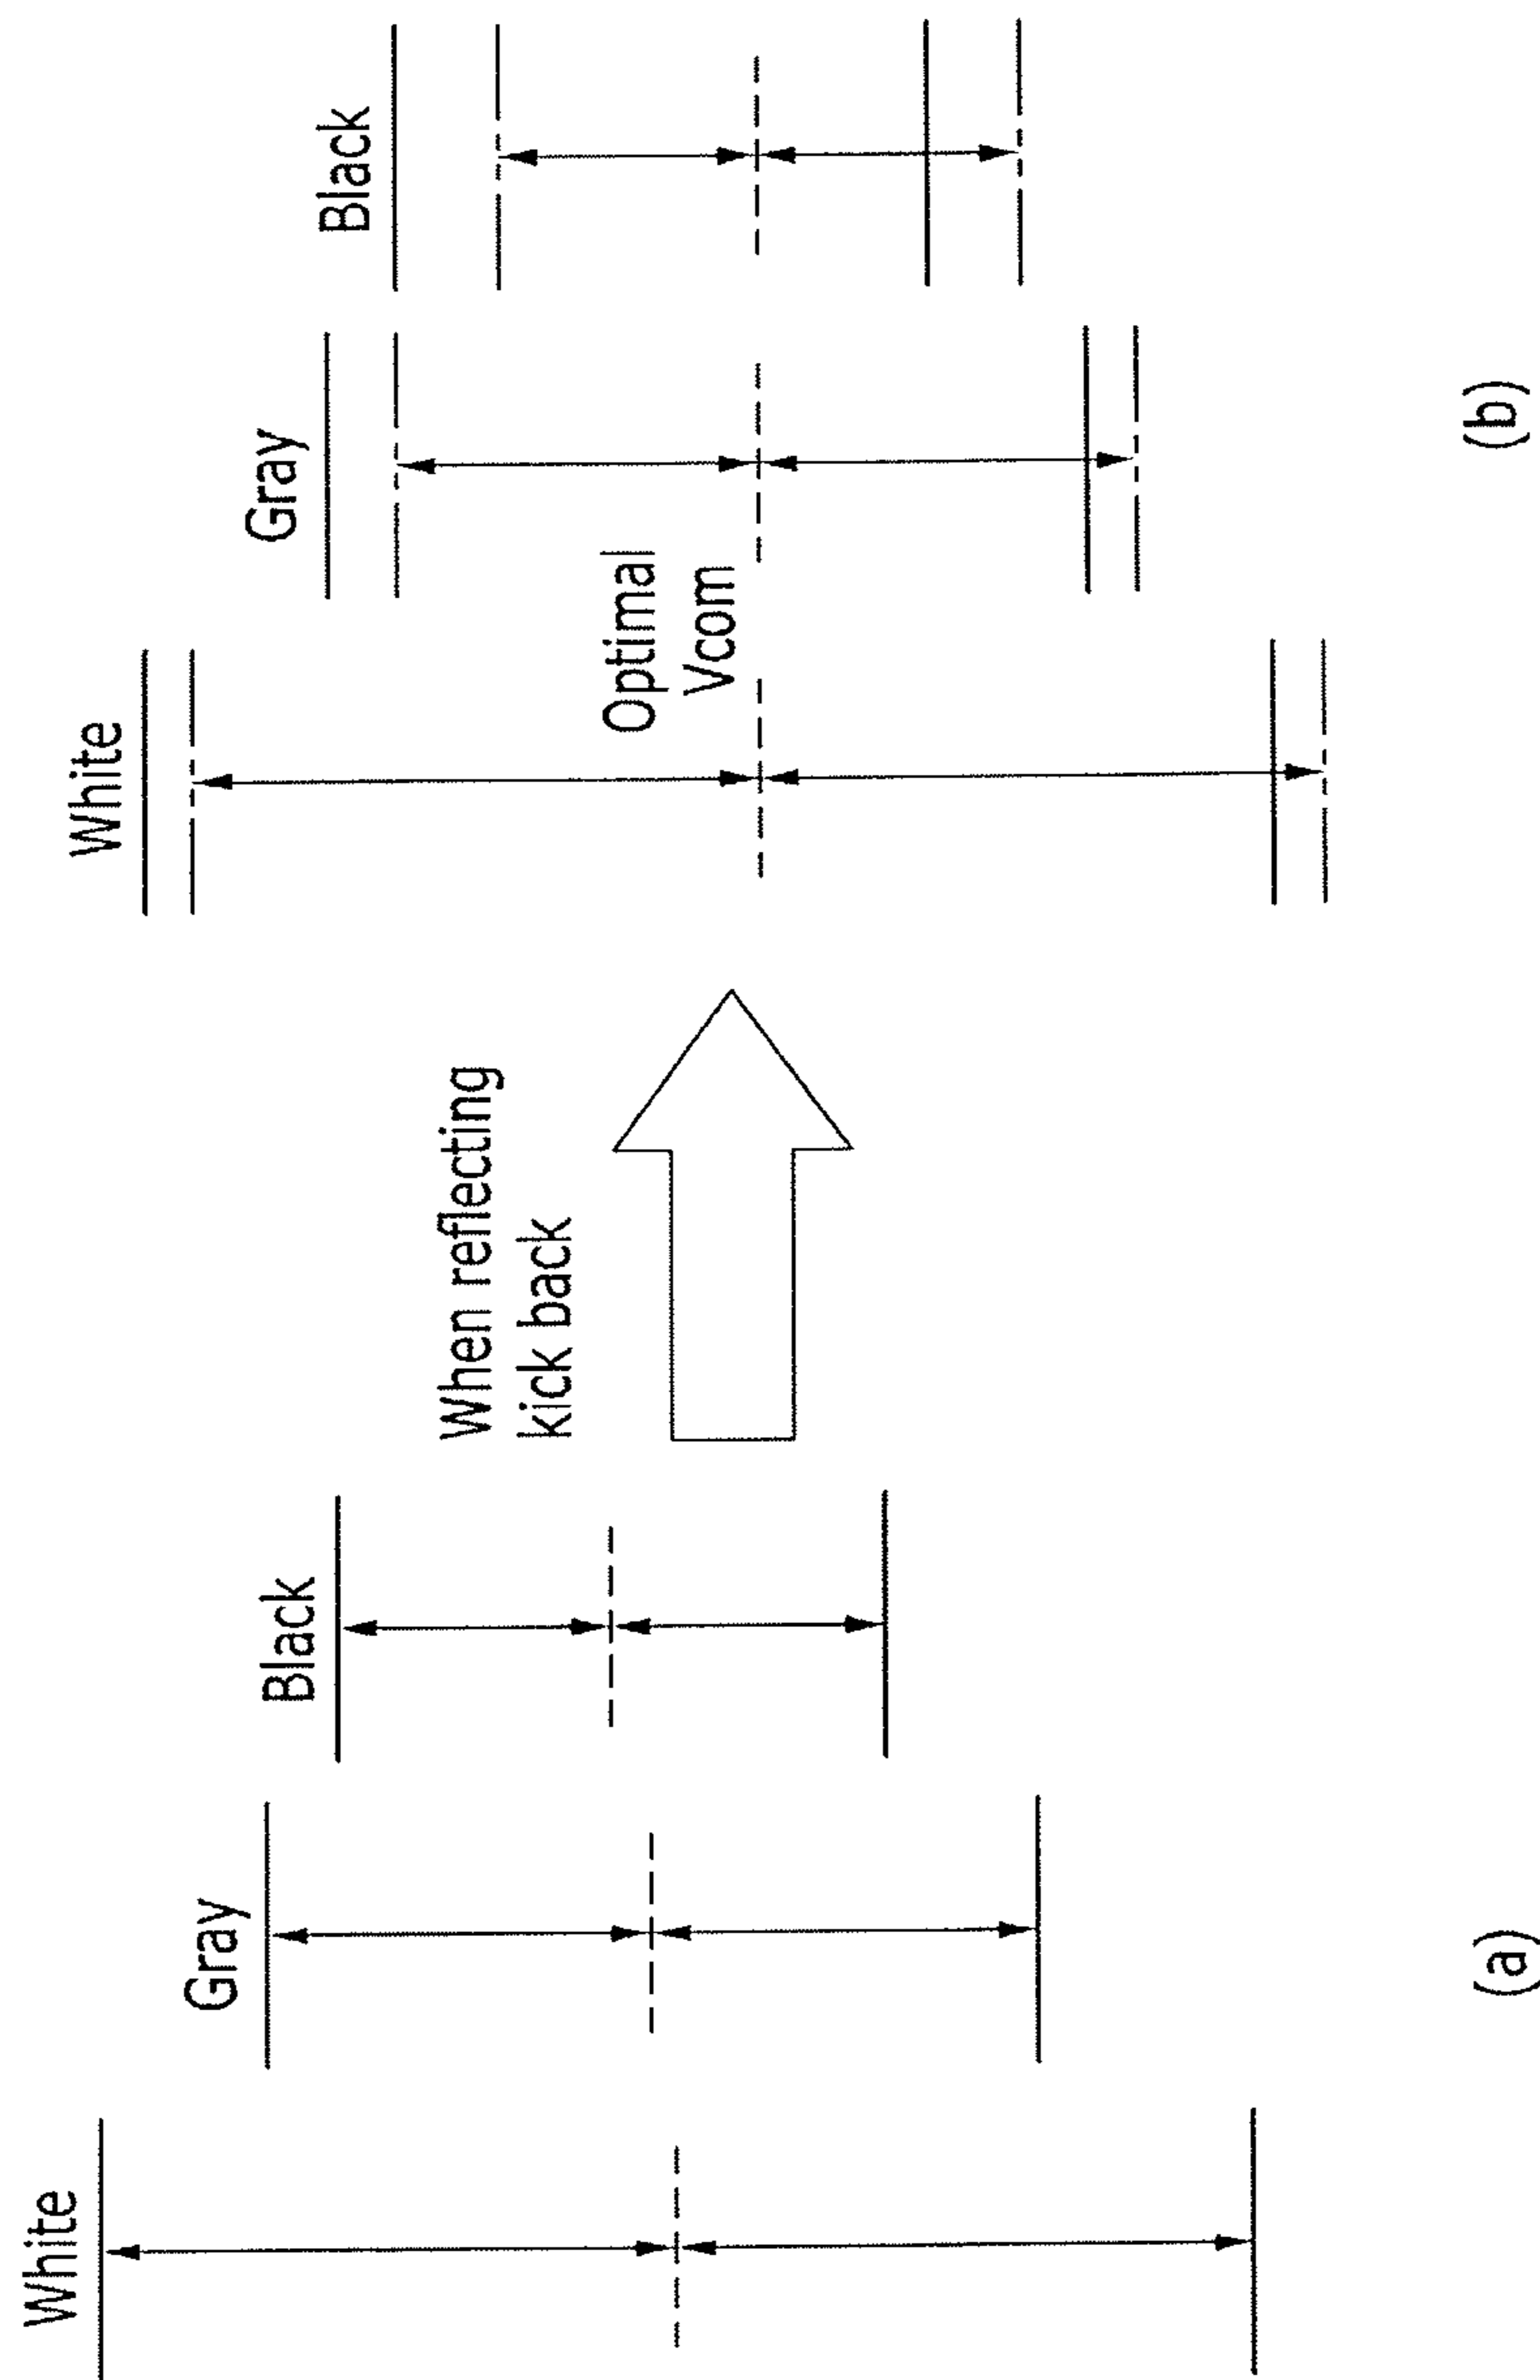 White
Gray
Black
When reflecting
kick back
White
Gray
Black
Optimal
Vcom
(a)
(b)